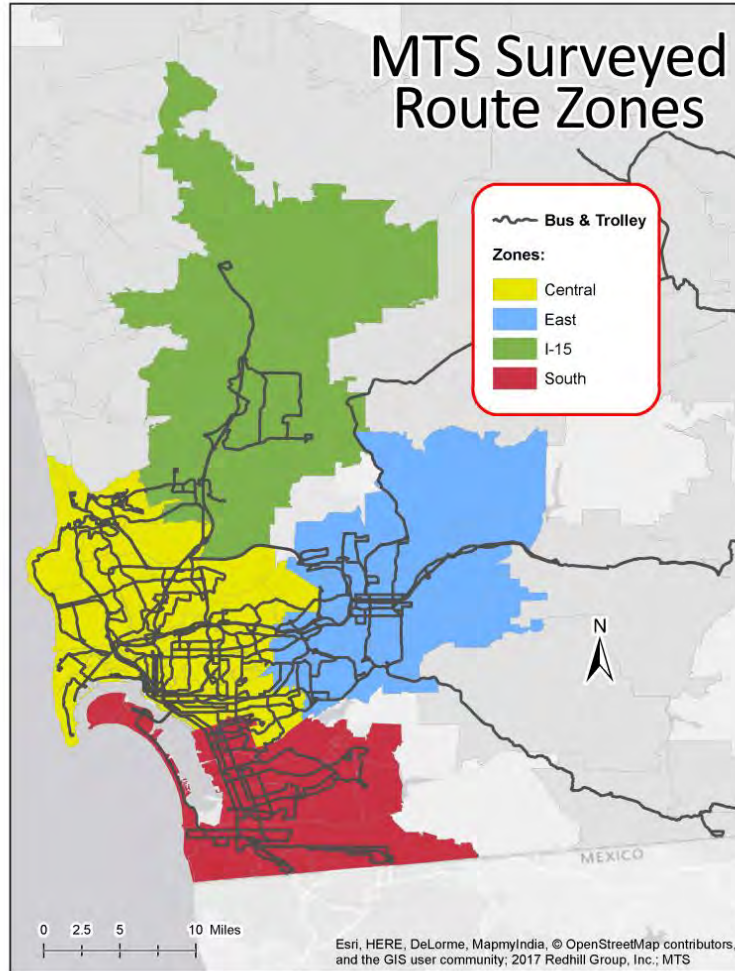 MTS Surveyed
Route Zones
Bus & Trolley
Zones:
Central
East
I-15
South
N
MEXICO
0 2.5 5 10 Miles
Esri, HERE, DeLorme, MapmyIndia, © OpenStreetMap contributors,
and the GIS user community; 2017 Redhill Group, Inc.; MTS